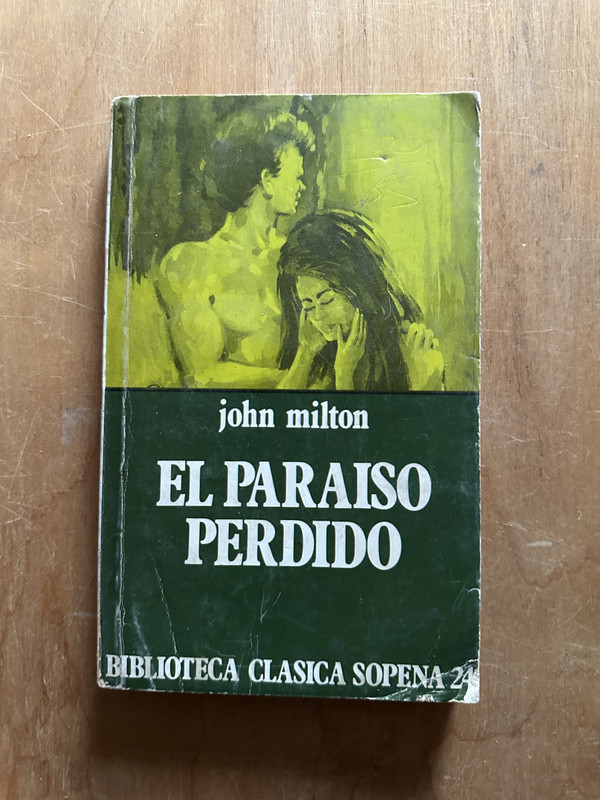 john milton
EL PARAISO
PERDIDO
BIBLIOTECA CLASICA SOPENA 24